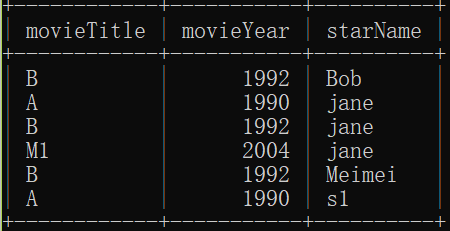 movieTitle | movieYear | starName
B | 1992 | Bob
A | 1990 | jane
B | 1992 | jane
M1 | 2004 | jane
B | 1992 | Meimei
A | 1990 | s1